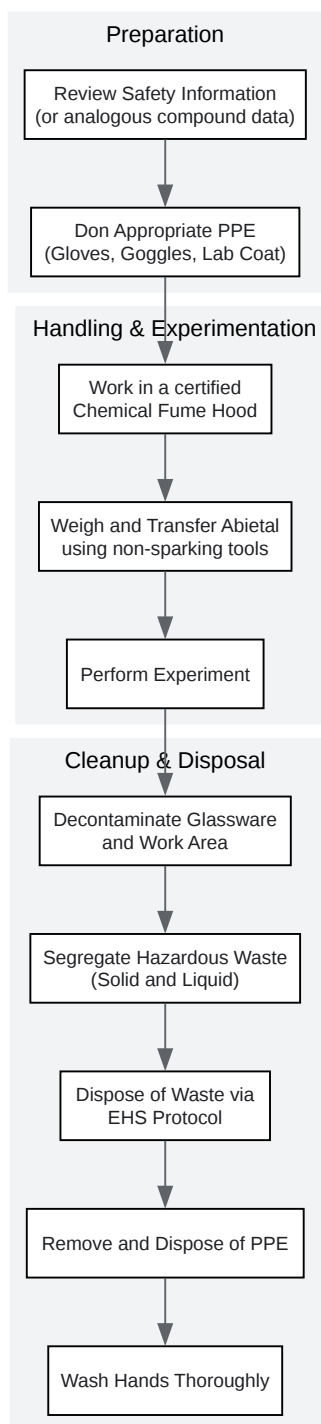 Preparation
Review Safety Information
(or analogous compound data)
Don Appropriate PPE
(Gloves, Goggles, Lab Coat)
Handling & Experimentation
Work in a certified
Chemical Fume Hood
Weigh and Transfer Abietal
using non-sparking tools
Perform Experiment
Cleanup & Disposal
Decontaminate Glassware
and Work Area
Segregate Hazardous Waste
(Solid and Liquid)
Dispose of Waste via
EHS Protocol
Remove and Dispose of PPE
Wash Hands Thoroughly